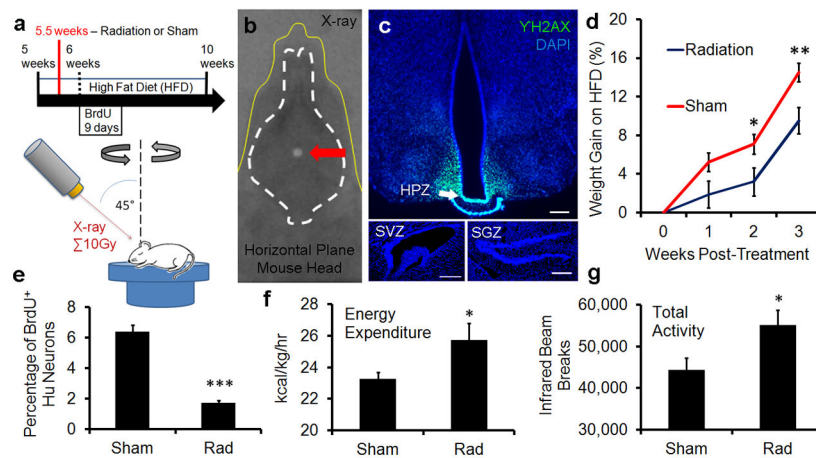 a
5.5 weeks – Radiation or Sham
5 weeks
6 weeks
10 weeks
High Fat Diet (HFD)
BrdU
9 days
45°
X-ray
∑10Gy
b
X-ray
Horizontal Plane
Mouse Head
c
ƳH2AX
DAPI
HPZ
SVZ
SGZ
d
Weight Gain on HFD (%)
20
16
12
8
4
0
Radiation
Sham
*
**
0 1 2 3
Weeks Post-Treatment
e
Percentage of BrdU⁺
Hu Neurons
8
6
4
2
0
***
Sham Rad
f
Energy
Expenditure
kcal/kg/hr
28
26
24
22
20
*
Sham Rad
g
Total
Activity
Infrared Beam
Breaks
60,000
50,000
40,000
30,000
*
Sham Rad